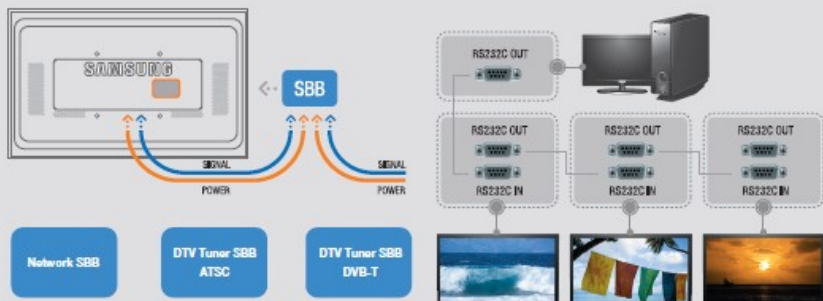 SAMSUNG
SBB
SIGNAL
POWER
SIGNAL
POWER
Network SBB
DTV Tuner SBB
ATSC
DTV Tuner SBB
DVB-T
RS232C OUT
RS232C OUT
RS232C IN
RS232C OUT
RS232C IN
RS232C OUT
RS232C IN